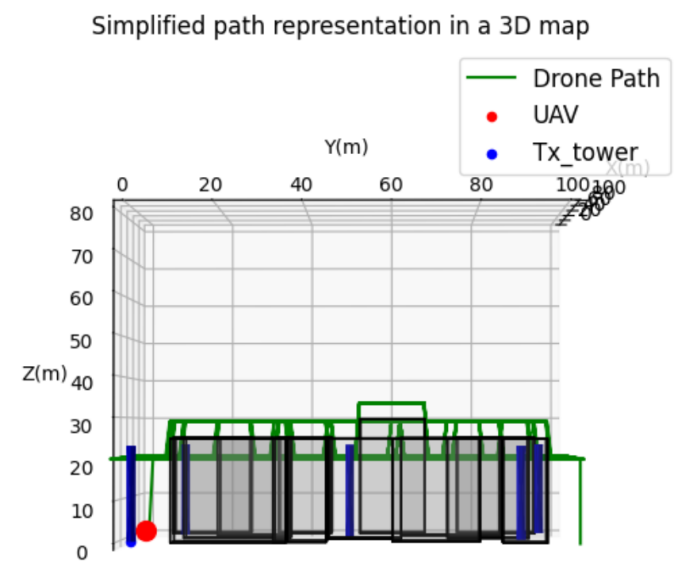 Simplified path representation in a 3D map
Drone Path
UAV
Tx_tower
Y(m)
X(m)
0 20 40 60 80 100
80
70
60
50
Z(m) 40
30
20
10
0